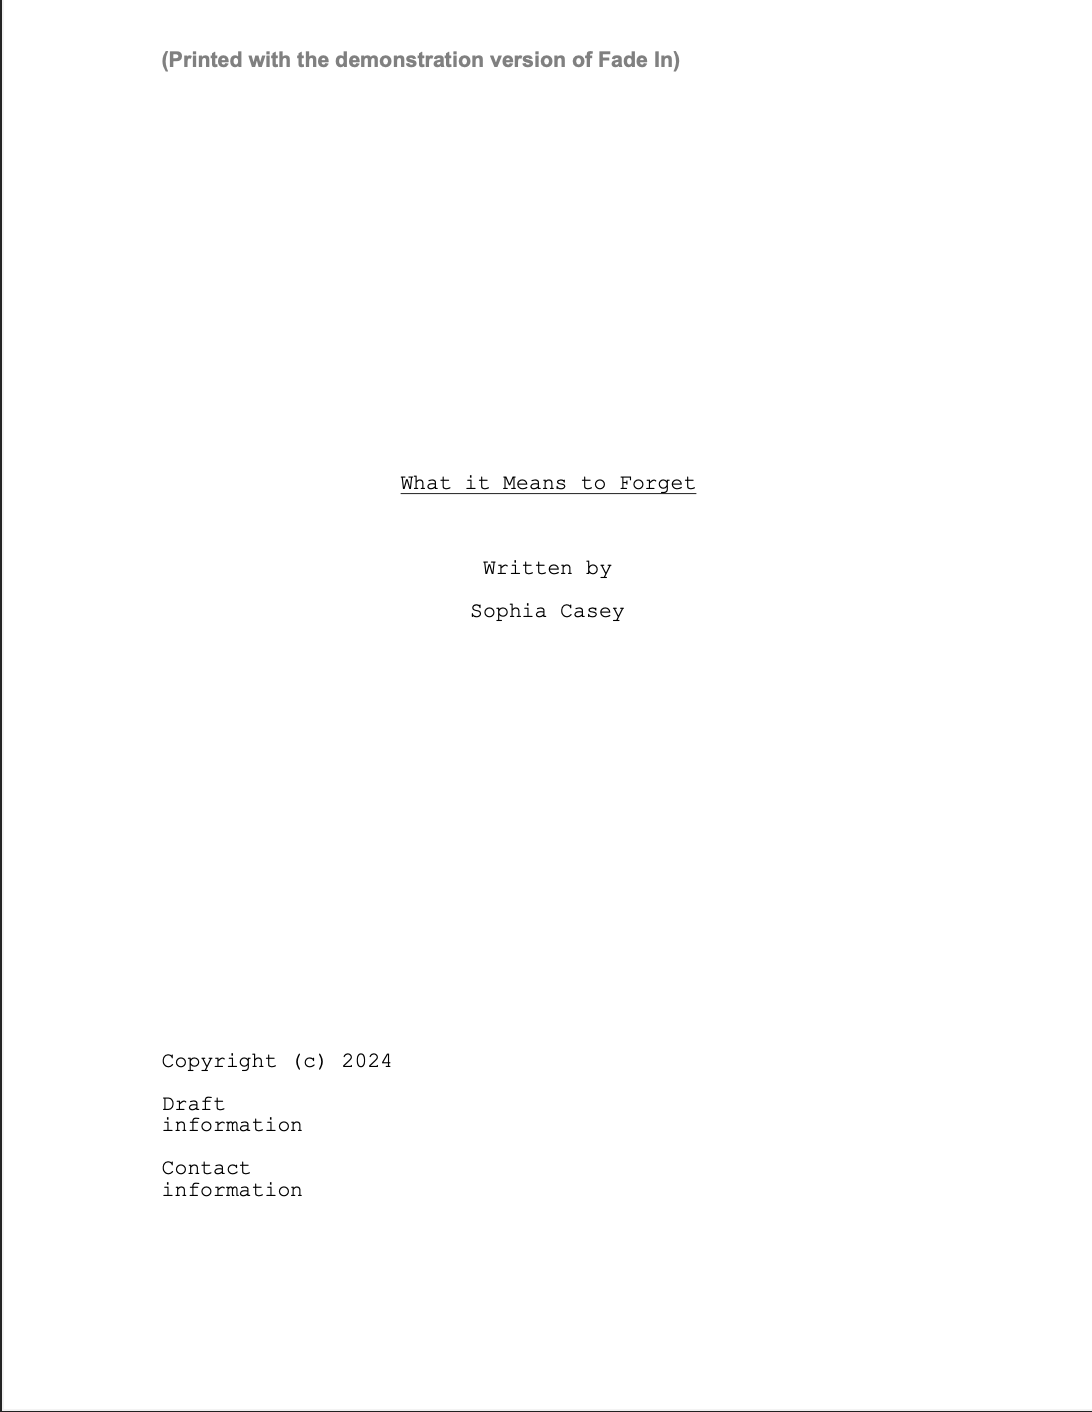 (Printed with the demonstration version of Fade In)
What it Means to Forget
Written by
Sophia Casey
Copyright (c) 2024
Draft
information
Contact
information